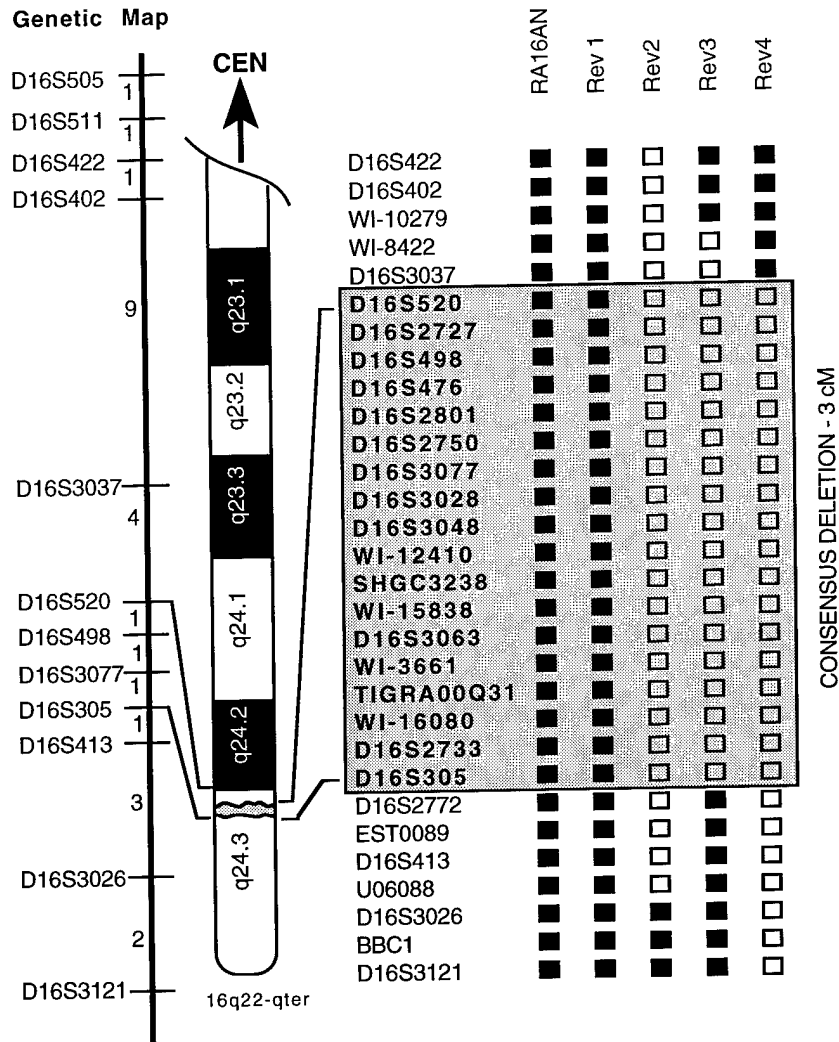 Genetic Map
D16S505
1
D16S511
1
D16S422
1
D16S402
9
D16S3037
4
D16S520
1
D16S498
1
D16S3077
1
D16S305
1
D16S413
3
D16S3026
2
D16S3121
CEN
q23.1
q23.2
q23.3
q24.1
q24.2
q24.3
16q22-qter
RA16AN
Rev 1
Rev2
Rev3
Rev4
D16S422
D16S402
WI-10279
WI-8422
D16S3037
D16S520
D16S2727
D16S498
D16S476
D16S2801
D16S2750
D16S3077
D16S3028
D16S3048
WI-12410
SHGC3238
WI-15838
D16S3063
WI-3661
TIGRA00Q31
WI-16080
D16S2733
D16S305
D16S2772
EST0089
D16S413
U06088
D16S3026
BBC1
D16S3121
CONSENSUS DELETION - 3 cM